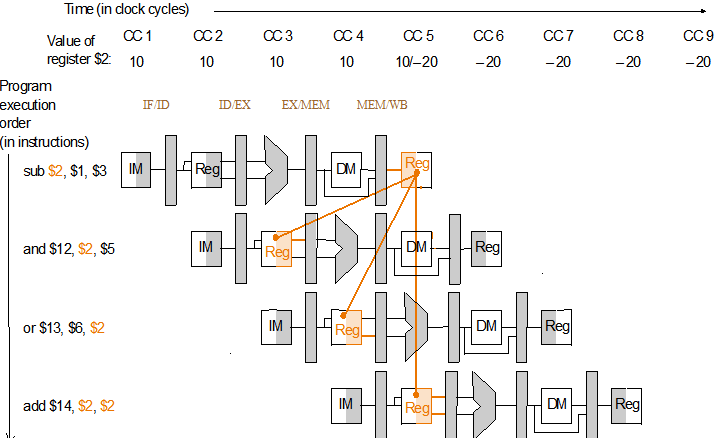 Time (in clock cycles)
Value of register $2:
CC 1 CC 2 CC 3 CC 4 CC 5 CC 6 CC 7 CC 8 CC 9
10 10 10 10 10/–20 –20 –20 –20 –20
Program
execution
order
(in instructions)
IF/ID ID/EX EX/MEM MEM/WB
sub $2, $1, $3
IM Reg DM Reg
and $12, $2, $5
IM Reg DM Reg
or $13, $6, $2
IM Reg DM Reg
add $14, $2, $2
IM Reg DM Reg